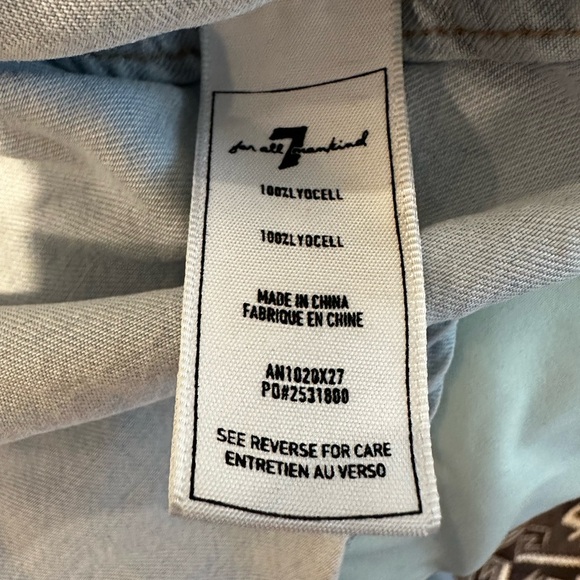 7 for all mankind
100%LYOCELL
100%LYOCELL
MADE IN CHINA
FABRIQUE EN CHINE
AN1020X27
PO#2531800
SEE REVERSE FOR CARE
ENTRETIEN AU VERSO